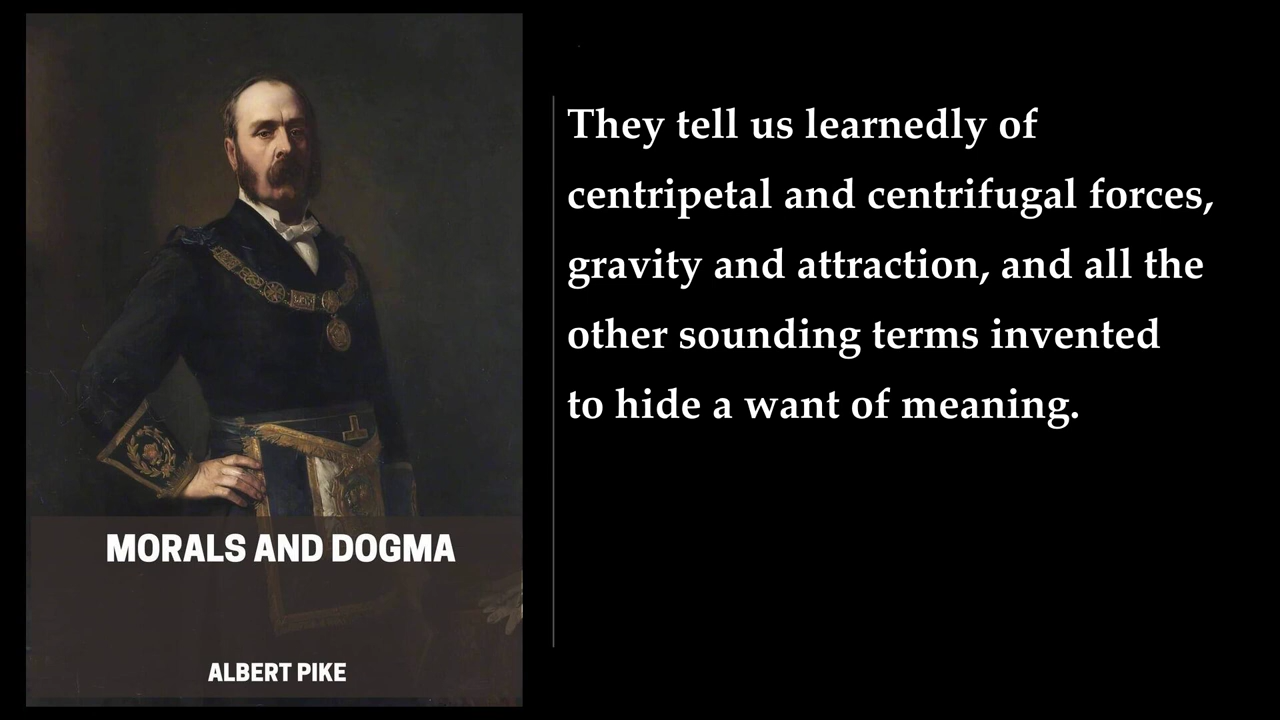 MORALS AND DOGMA
ALBERT PIKE
They tell us learnedly of
centripetal and centrifugal forces,
gravity and attraction, and all the
other sounding terms invented
to hide a want of meaning.